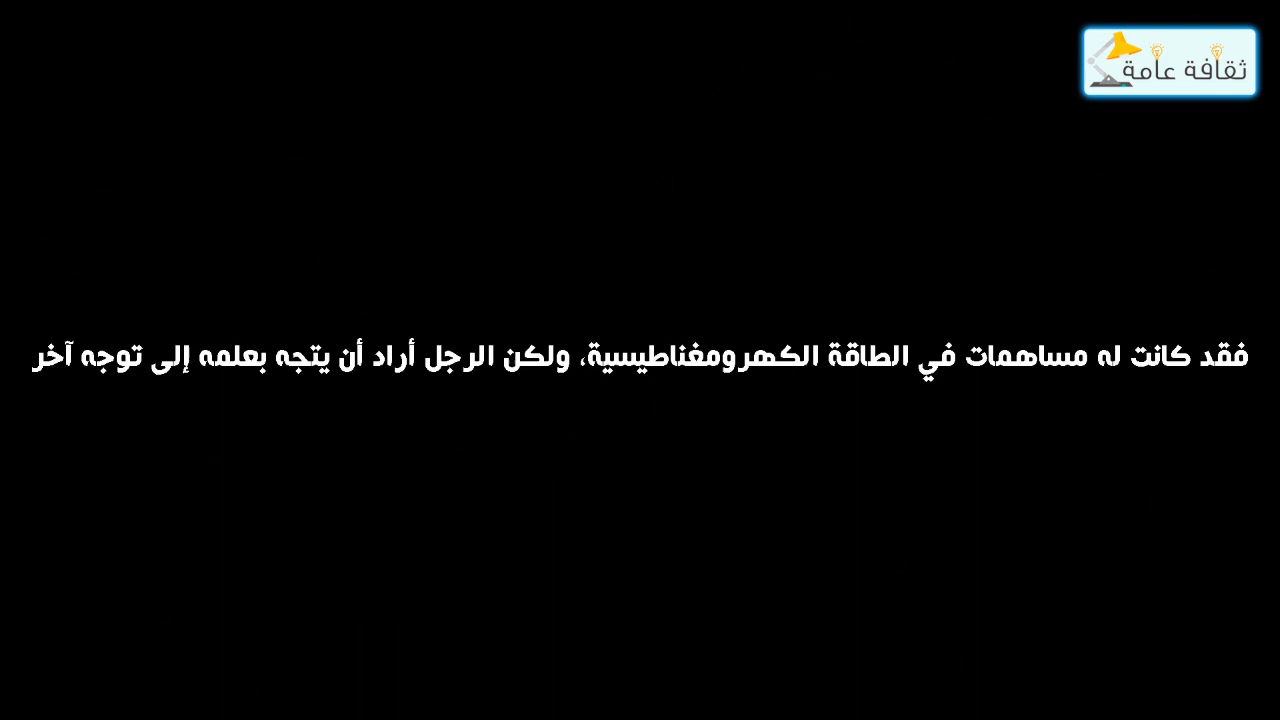 ثقافة عامة
فقد كانت له مساهمات في الطاقة الكهرومغناطيسية، ولكن الرجل أراد أن يتجه بعلمه إلى توجه آخر